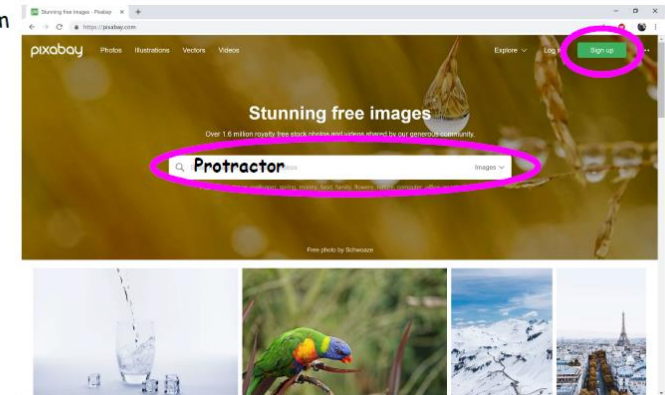 m
Stunning free images - Pixabay
https://pixabay.com
pixabay Photos Illustrations Vectors Videos Explore Log Sign up
Stunning free images
Over 1.6 million royalty free stock photos and videos shared by our generous community.
Protractor Images
Free photo by Schwoaze